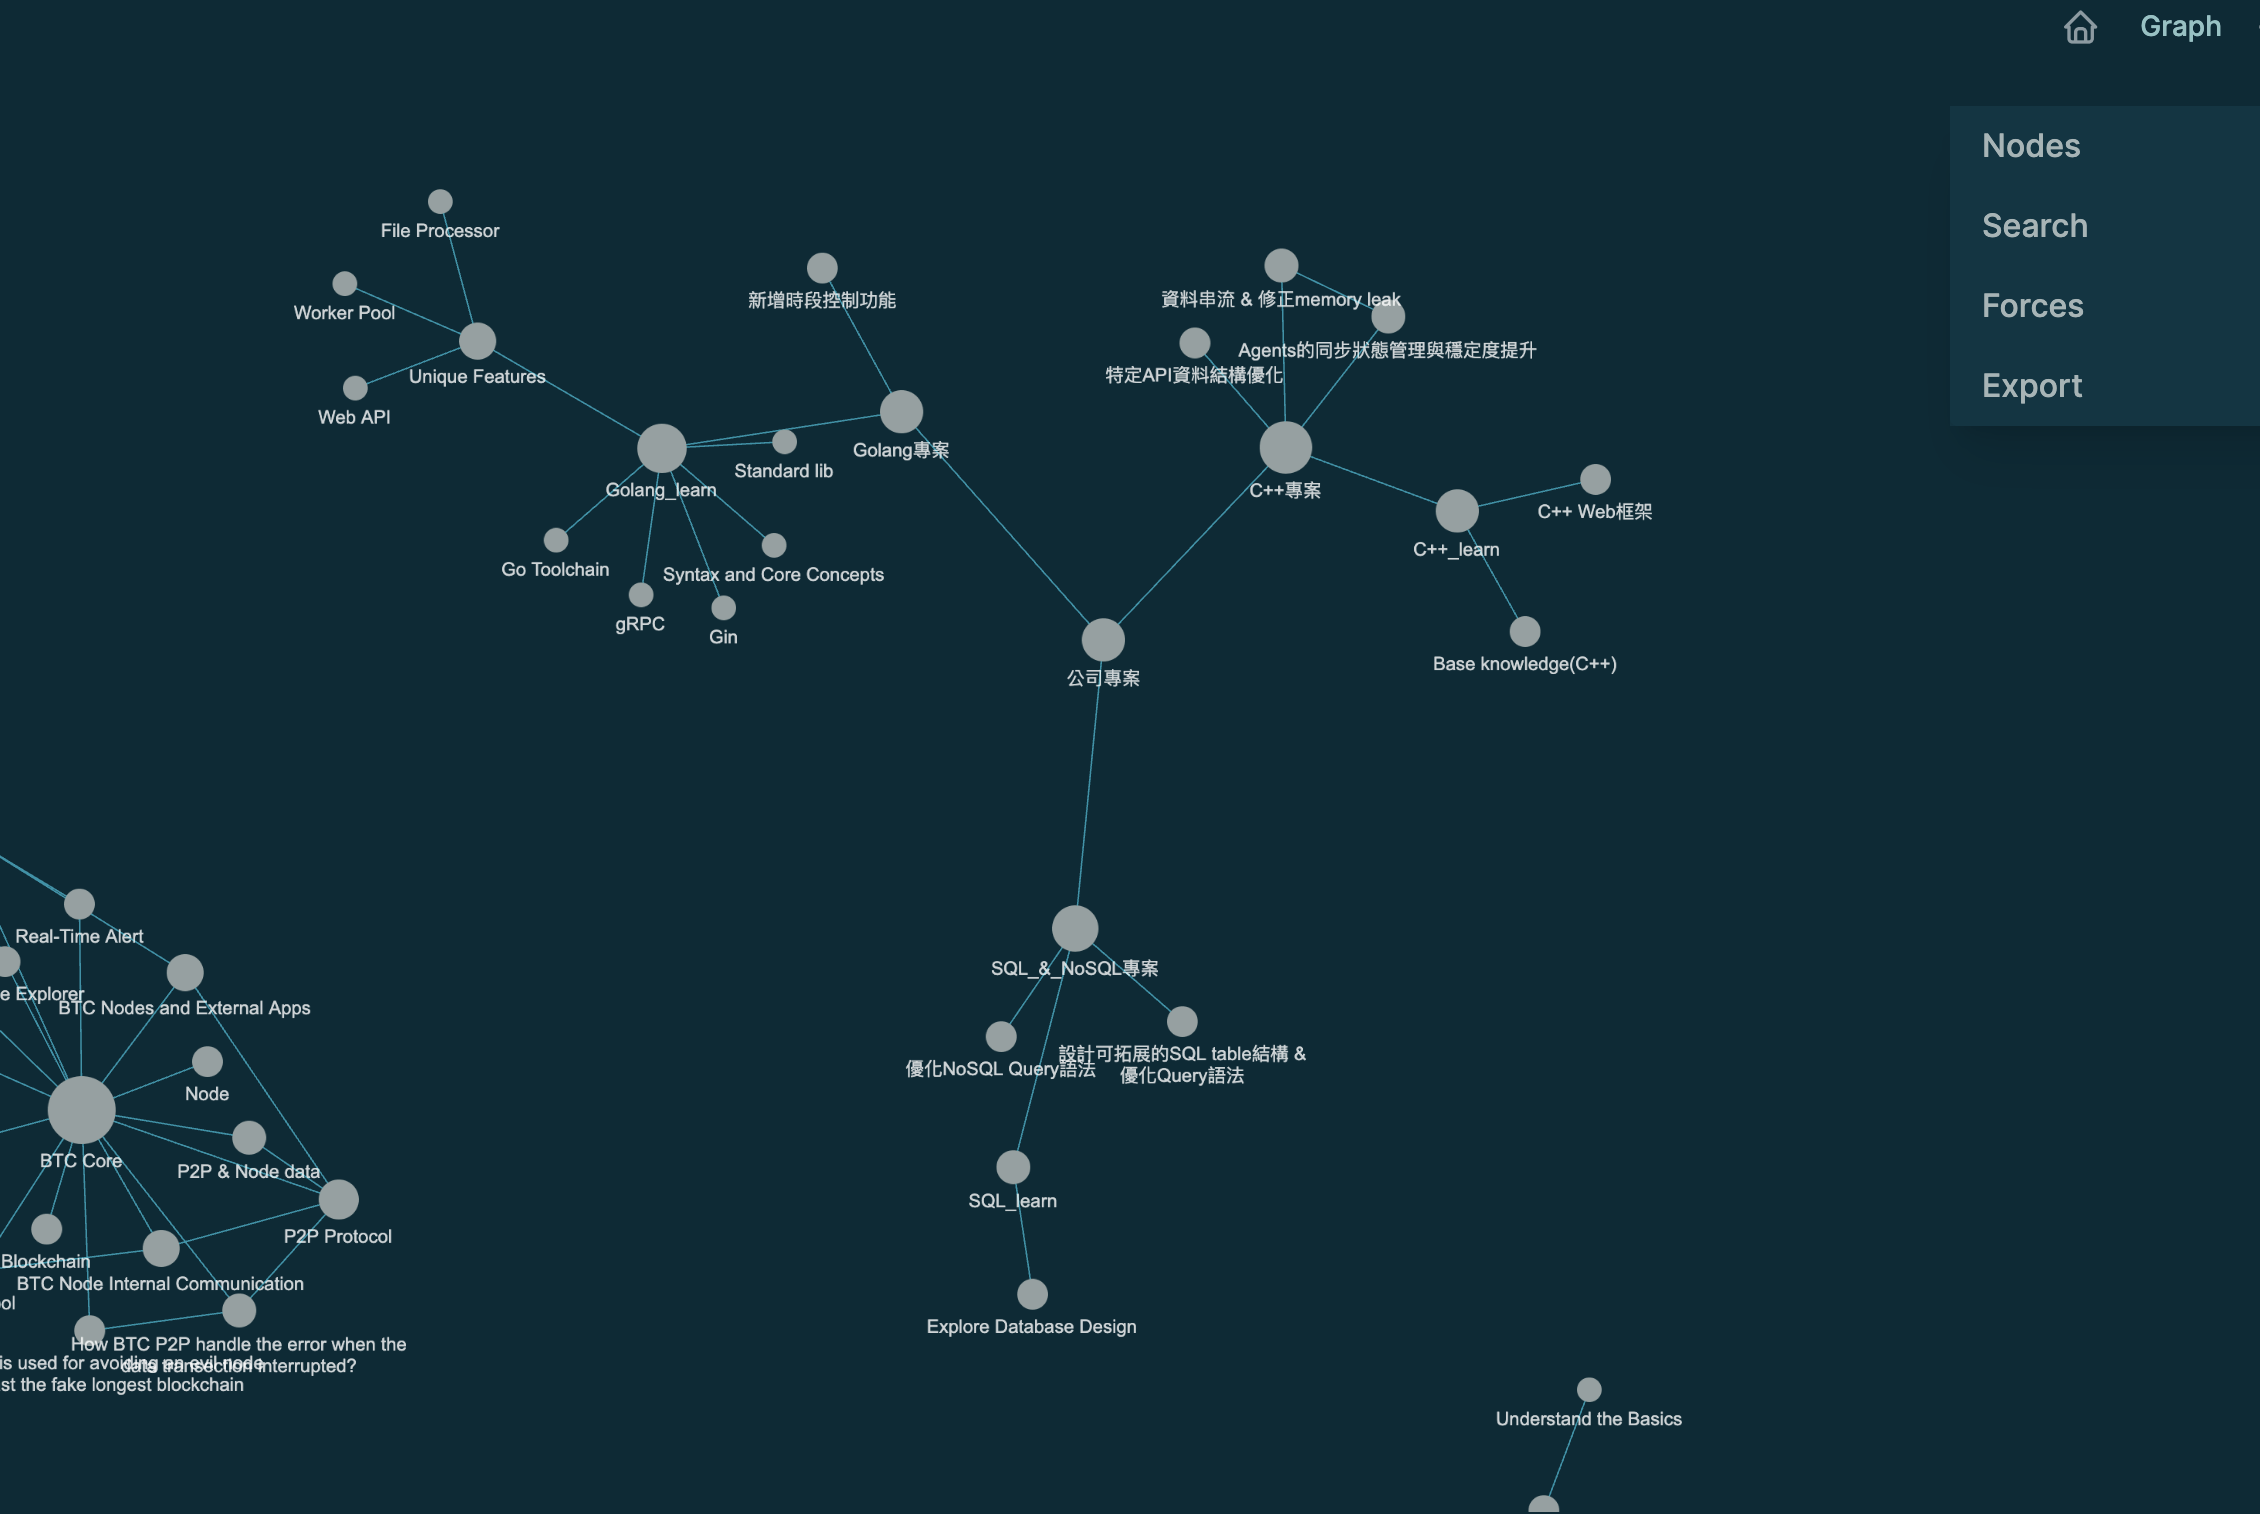 Graph
Nodes
Search
Forces
Export
File Processor
Worker Pool
Unique Features
Web API
新增時段控制功能
資料串流 & 修正memory leak
Agents的同步狀態管理與穩定度提升
特定API資料結構優化
Golang專案
Standard lib
Golang_learn
C++專案
C++ Web框架
C++_learn
Go Toolchain
Syntax and Core Concepts
gRPC
Gin
Base knowledge(C++)
公司專案
Real-Time Alert
SQL_&_NoSQL專案
e Explorer
BTC Nodes and External Apps
設計可拓展的SQL table結構 &
優化Query語法
優化NoSQL Query語法
Node
BTC Core
P2P & Node data
SQL_learn
P2P Protocol
Blockchain
BTC Node Internal Communication
ol
Explore Database Design
How BTC P2P handle the error when the
data transection interrupted?
is used for avoiding an evil node
st the fake longest blockchain
Understand the Basics